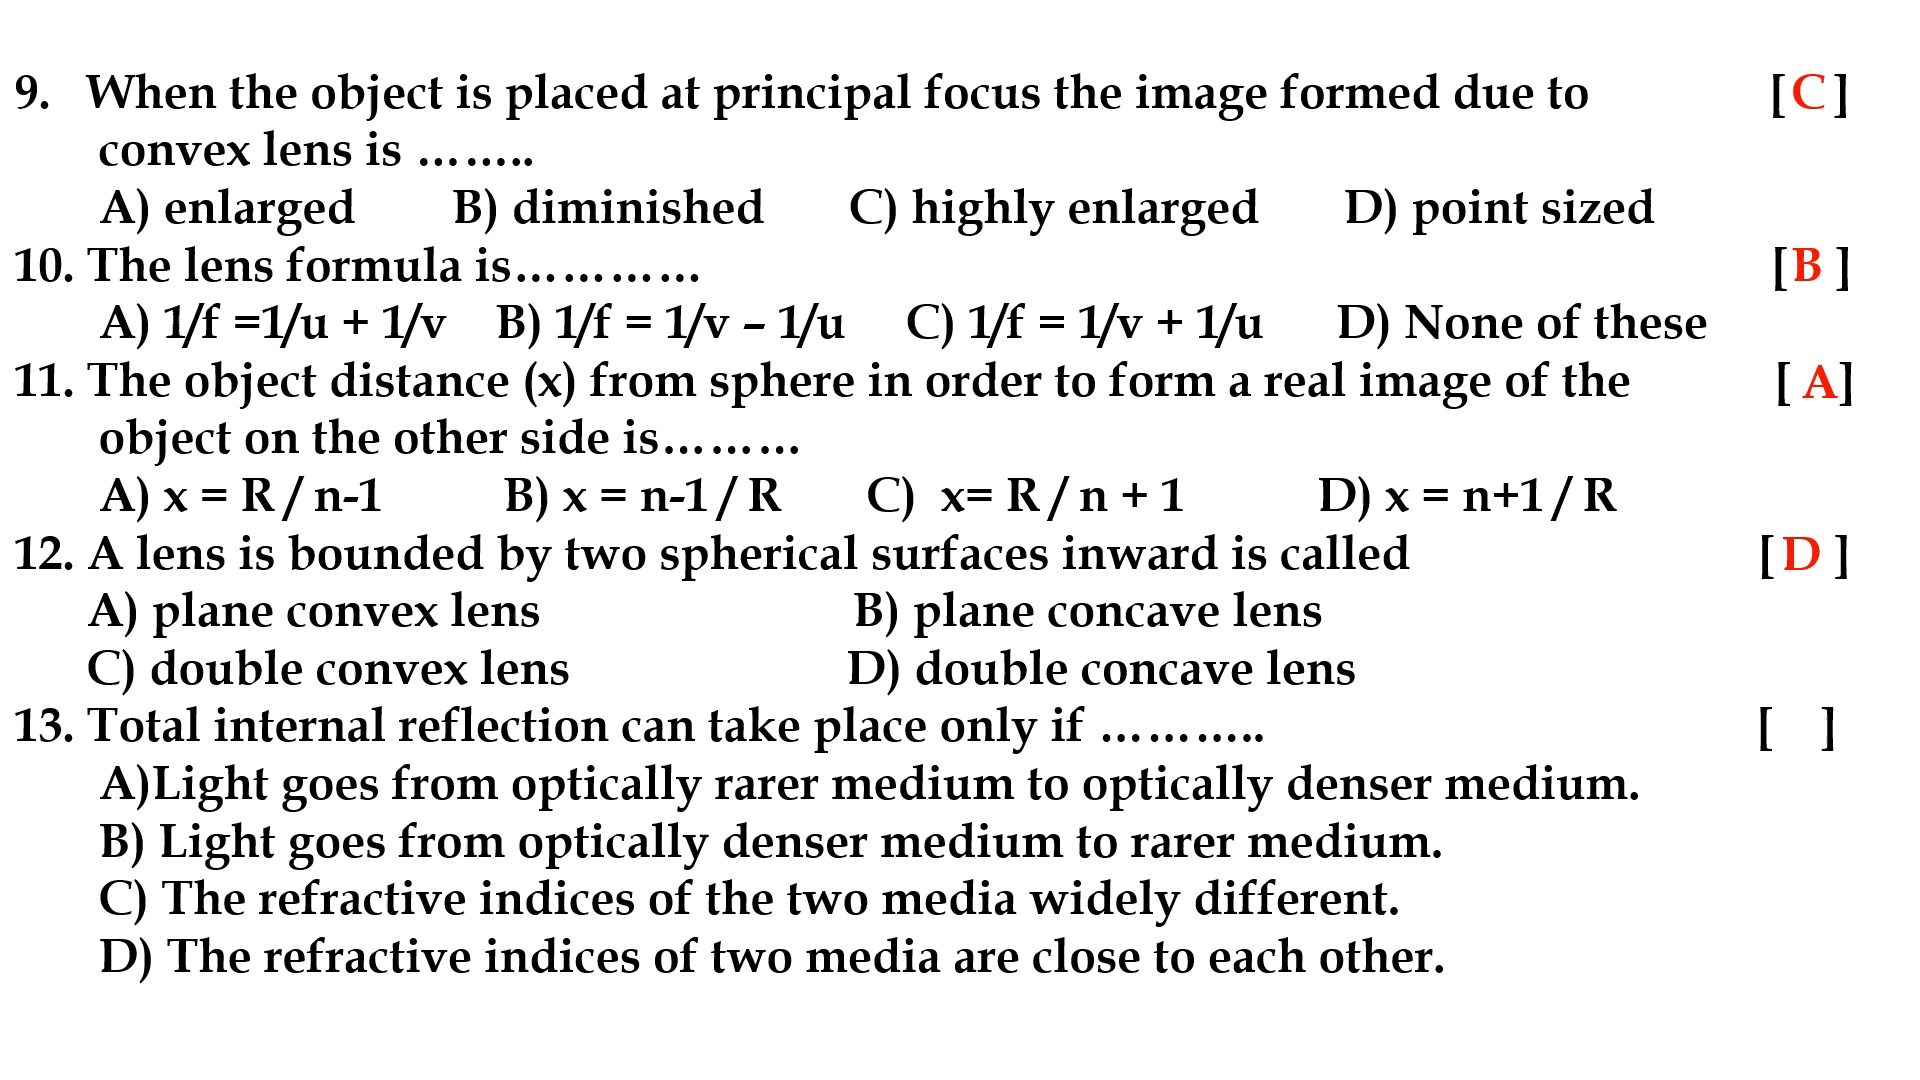 9. When the object is placed at principal focus the image formed due to [C]
convex lens is ……..
A) enlarged B) diminished C) highly enlarged D) point sized
10. The lens formula is………… [B ]
A) 1/f =1/u + 1/v B) 1/f = 1/v – 1/u C) 1/f = 1/v + 1/u D) None of these
11. The object distance (x) from sphere in order to form a real image of the [ A]
object on the other side is………
A) x = R / n-1 B) x = n-1 / R C) x= R / n + 1 D) x = n+1 / R
12. A lens is bounded by two spherical surfaces inward is called [ D ]
A) plane convex lens B) plane concave lens
C) double convex lens D) double concave lens
13. Total internal reflection can take place only if ……….. [ ]
A)Light goes from optically rarer medium to optically denser medium.
B) Light goes from optically denser medium to rarer medium.
C) The refractive indices of the two media widely different.
D) The refractive indices of two media are close to each other.